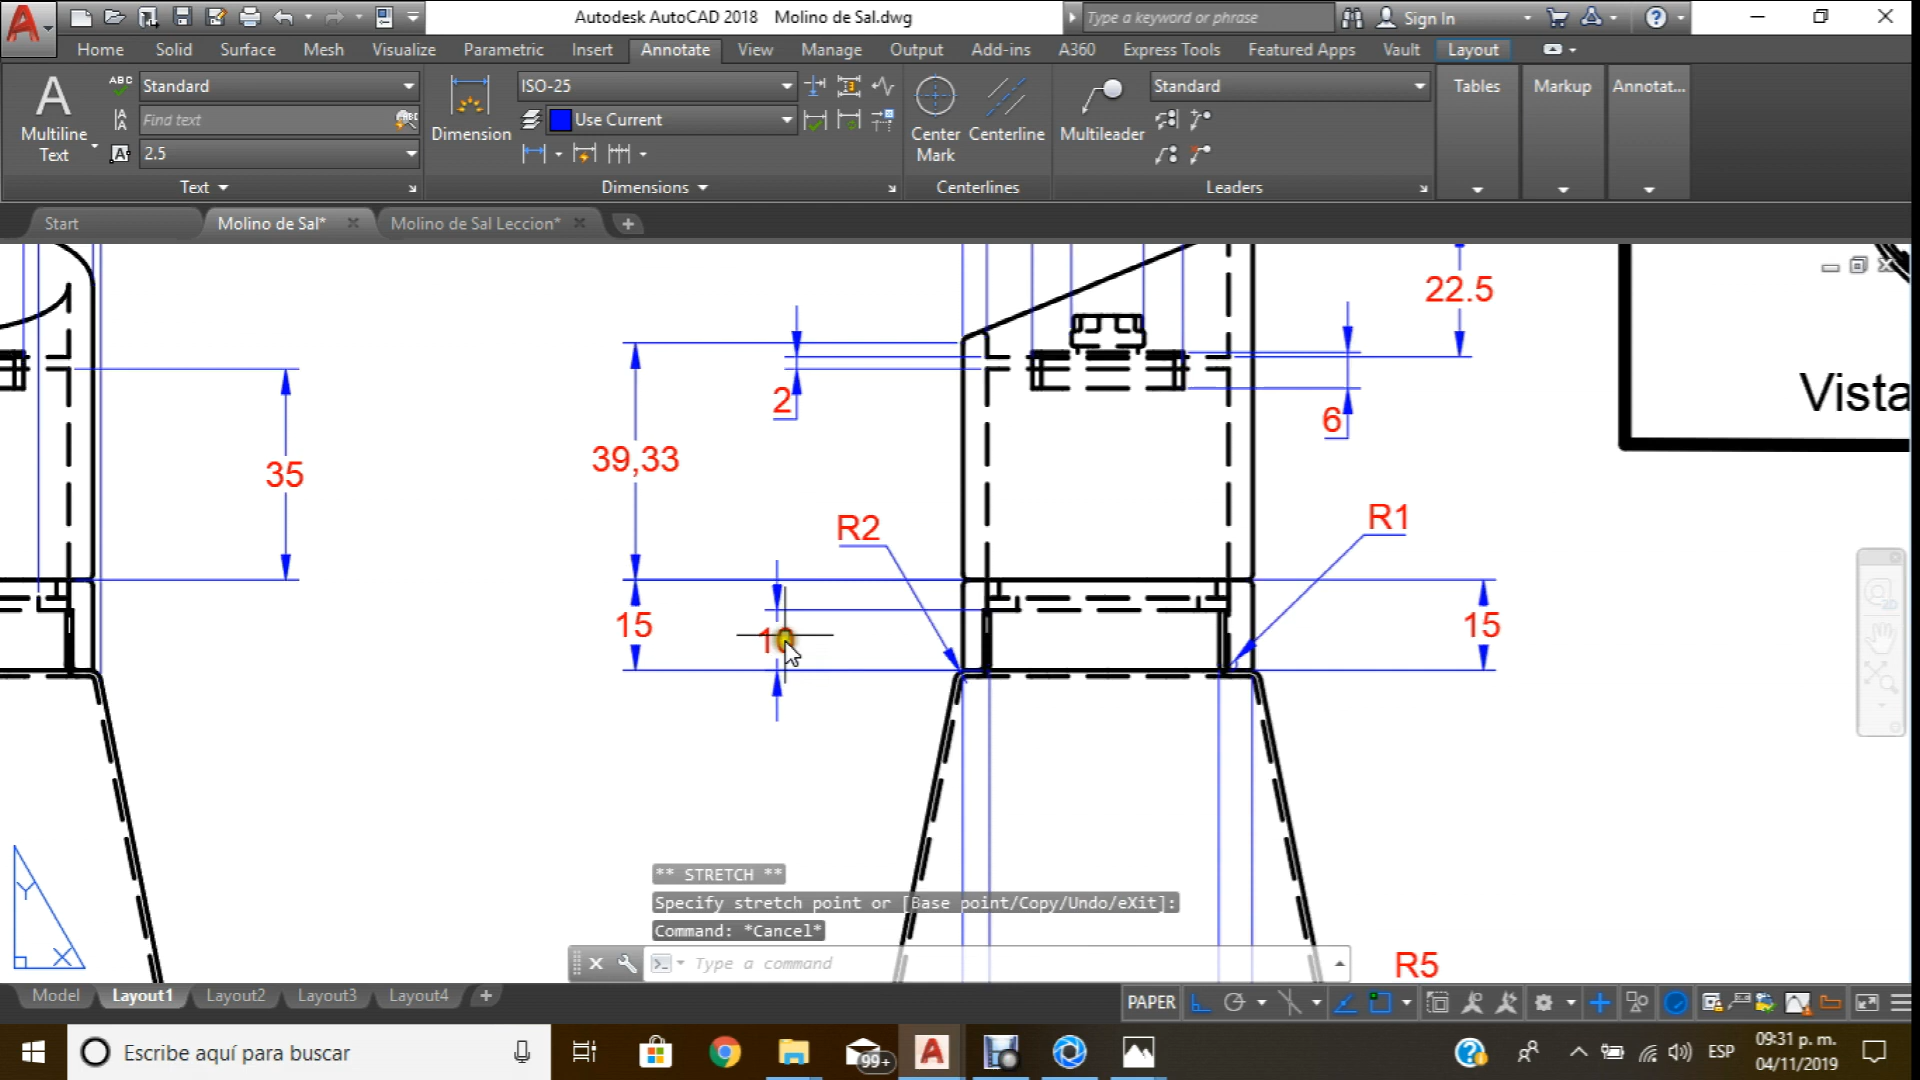 Autodesk AutoCAD 2018 Molino de Sal.dwg
Type a keyword or phrase
Sign In
Home Solid Surface Mesh Visualize Parametric Insert Annotate View Manage Output Add-ins A360 Express Tools Featured Apps Vault Layout
Multiline Text
Standard
Find text
2.5
Dimension
ISO-25
Use Current
Center Mark
Centerline
Multileader
Standard
Tables
Markup
Annotat...
Text
Dimensions
Centerlines
Leaders
Start
Molino de Sal*
Molino de Sal Leccion*
22.5
Vista
2
6
39,33
35
R2
R1
15
15
Y
X
** STRETCH **
Specify stretch point or [Base point/Copy/Undo/eXit]:
Command: *Cancel*
Type a command
R5
Model Layout1 Layout2 Layout3 Layout4
PAPER
Escribe aquí para buscar
99+
ESP
09:31 p. m.
04/11/2019